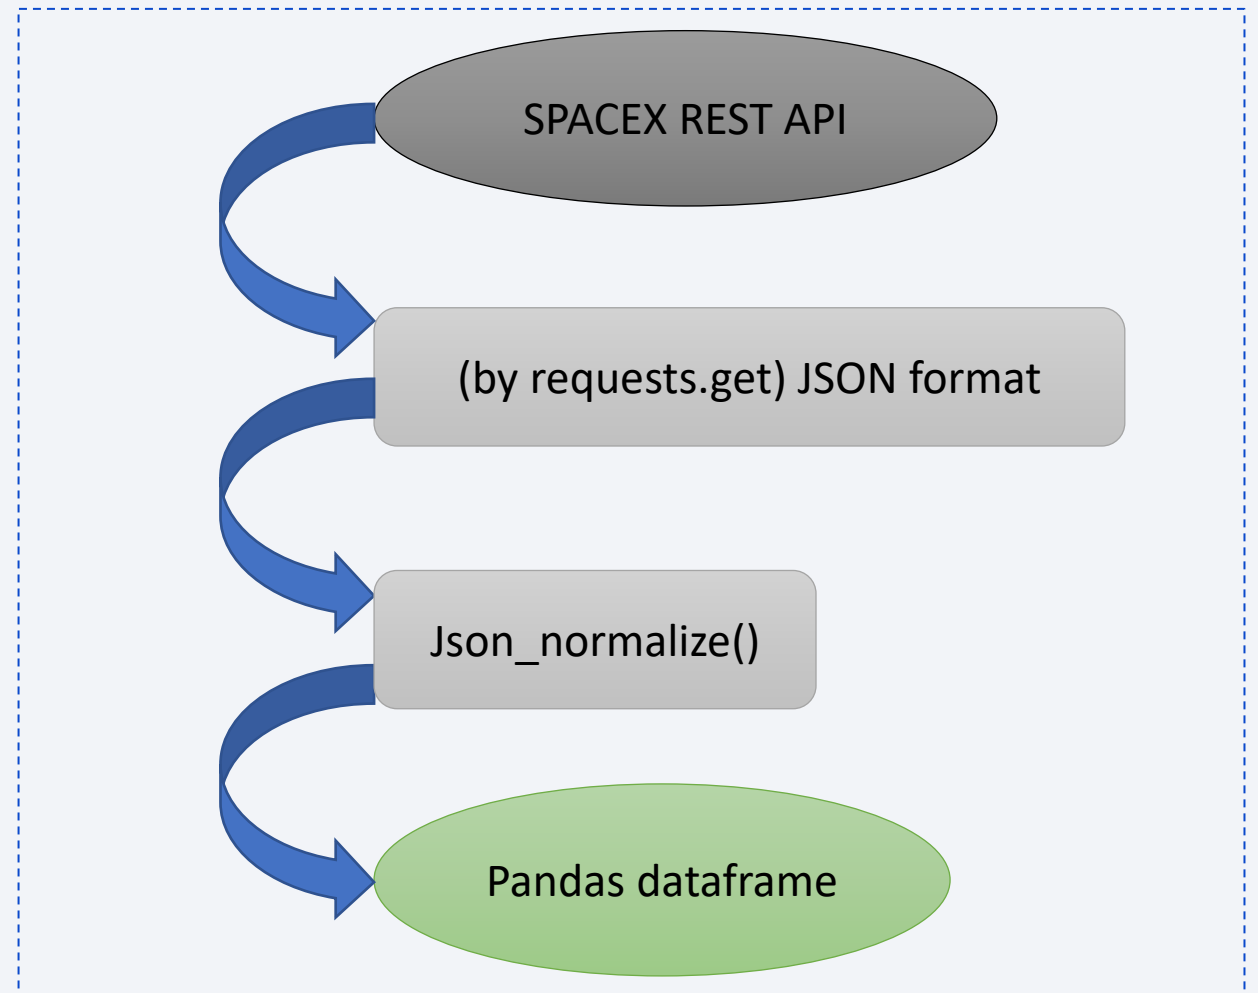 SPACEX REST API
(by requests.get) JSON format
Json_normalize()
Pandas dataframe